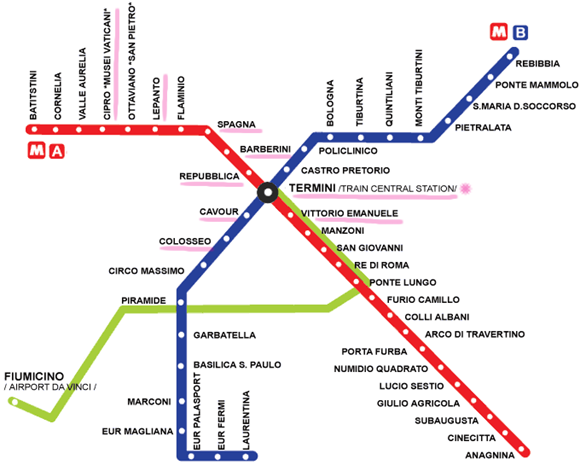 BATITSTINI
CORNELIA
VALLE AURELIA
CIPRO *MUSEI VATICANI*
OTTAVIANO *SAN PIETRO*
LEPANTO
FLAMINIO
M A
SPAGNA
BARBERINI
REPUBBLICA
BOLOGNA
TIBURTINA
QUINTILIANI
MONTI TIBURTINI
M B
REBIBBIA
PONTE MAMMOLO
S.MARIA D.SOCCORSO
PIETRALATA
POLICLINICO
CASTRO PRETORIO
TERMINI /TRAIN CENTRAL STATION/
CAVOUR
COLOSSEO
CIRCO MASSIMO
PIRAMIDE
VITTORIO EMANUELE
MANZONI
SAN GIOVANNI
RE DI ROMA
PONTE LUNGO
FURIO CAMILLO
COLLI ALBANI
ARCO DI TRAVERTINO
PORTA FURBA
NUMIDIO QUADRATO
LUCIO SESTIO
GIULIO AGRICOLA
SUBAUGUSTA
CINECITTA
ANAGNINA
GARBATELLA
BASILICA S. PAULO
MARCONI
EUR MAGLIANA
EUR PALASPORT
EUR FERMI
LAURENTINA
FIUMICINO
/ AIRPORT DA VINCI /